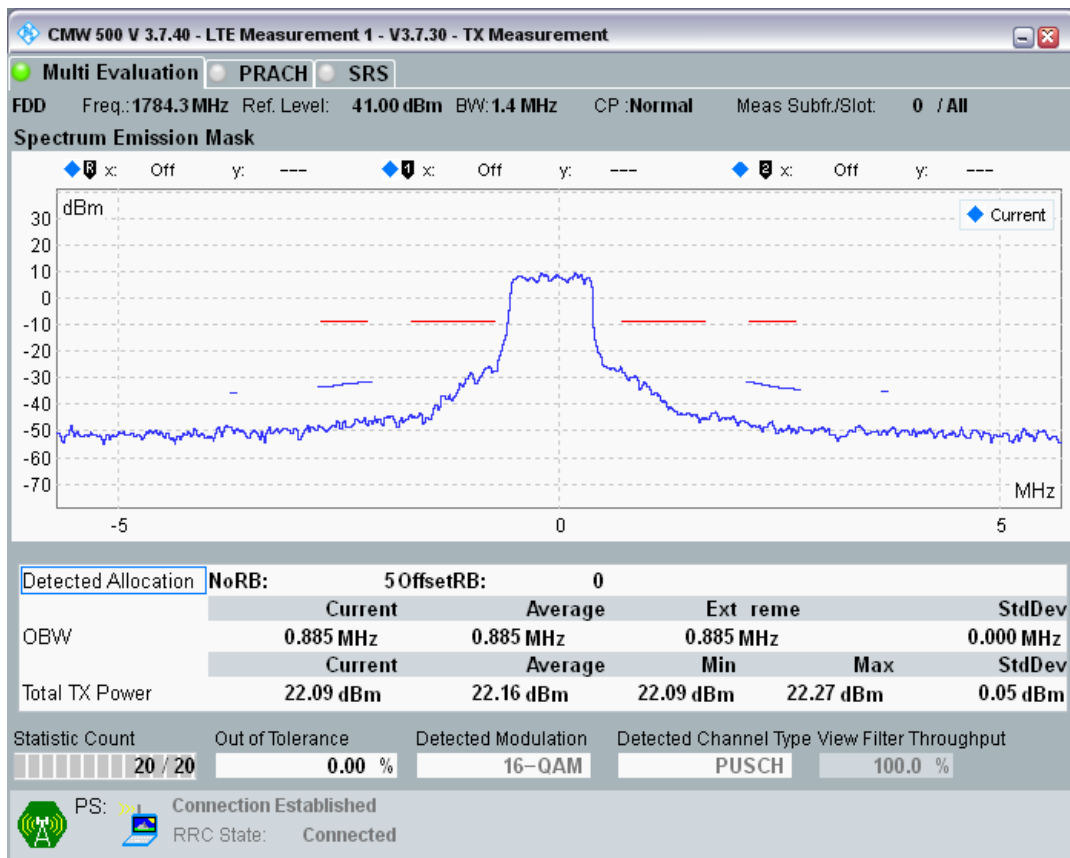 CMW 500 V 3.7.40 - LTE Measurement 1 - V3.7.30 - TX Measurement
Multi Evaluation PRACH SRS
FDD Freq.: 1784.3 MHz Ref. Level: 41.00 dBm BW: 1.4 MHz CP :Normal Meas Subfr./Slot: 0 / All
Spectrum Emission Mask
R x: Off y: --- 1 x: Off y: --- 2 x: Off y: ---
dBm
Current
30
20
10
0
-10
-20
-30
-40
-50
-60
-70
MHz
-5 0 5
Detected Allocation NoRB: 5 OffsetRB: 0
Current Average Ext reme StdDev
OBW 0.885 MHz 0.885 MHz 0.885 MHz 0.000 MHz
Current Average Min Max StdDev
Total TX Power 22.09 dBm 22.16 dBm 22.09 dBm 22.27 dBm 0.05 dBm
Statistic Count Out of Tolerance Detected Modulation Detected Channel Type View Filter Throughput
20 / 20 0.00 % 16-QAM PUSCH 100.0 %
PS: Connection Established
RRC State: Connected